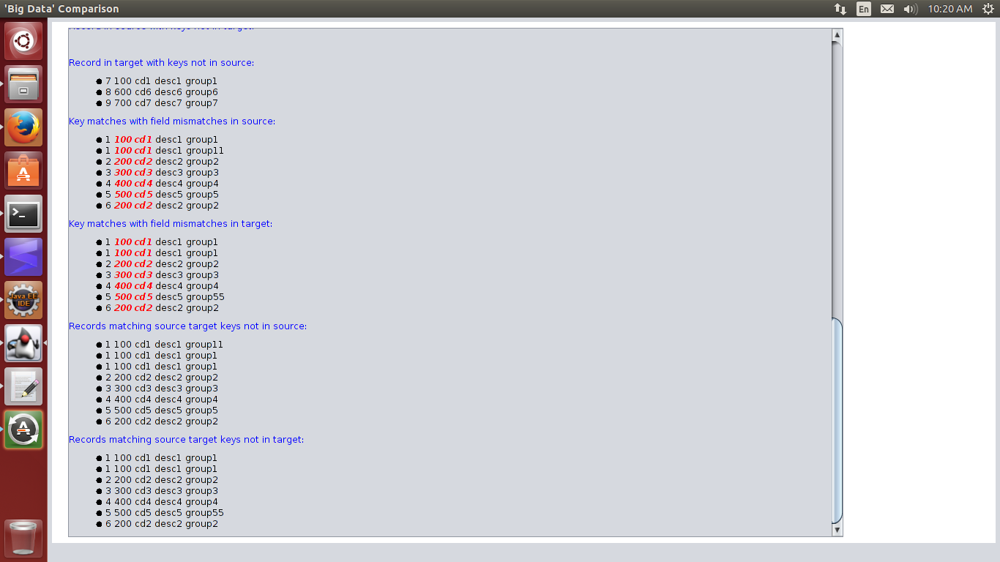 'Big Data' Comparison
En
10:20 AM
Record in source with keys not in target:
Record in target with keys not in source:
7 100 cd1 desc1 group1
8 600 cd6 desc6 group6
9 700 cd7 desc7 group7
Key matches with field mismatches in source:
1 100 cd1 desc1 group1
1 100 cd1 desc1 group11
2 200 cd2 desc2 group2
3 300 cd3 desc3 group3
4 400 cd4 desc4 group4
5 500 cd5 desc5 group5
6 200 cd2 desc2 group2
Key matches with field mismatches in target:
1 100 cd1 desc1 group1
1 100 cd1 desc1 group1
2 200 cd2 desc2 group2
3 300 cd3 desc3 group3
4 400 cd4 desc4 group4
5 500 cd5 desc5 group55
6 200 cd2 desc2 group2
Records matching source target keys not in source:
1 100 cd1 desc1 group11
1 100 cd1 desc1 group1
1 100 cd1 desc1 group1
2 200 cd2 desc2 group2
3 300 cd3 desc3 group3
4 400 cd4 desc4 group4
5 500 cd5 desc5 group5
6 200 cd2 desc2 group2
Records matching source target keys not in target:
1 100 cd1 desc1 group1
1 100 cd1 desc1 group1
2 200 cd2 desc2 group2
3 300 cd3 desc3 group3
4 400 cd4 desc4 group4
5 500 cd5 desc5 group55
6 200 cd2 desc2 group2
Java EE
IDE